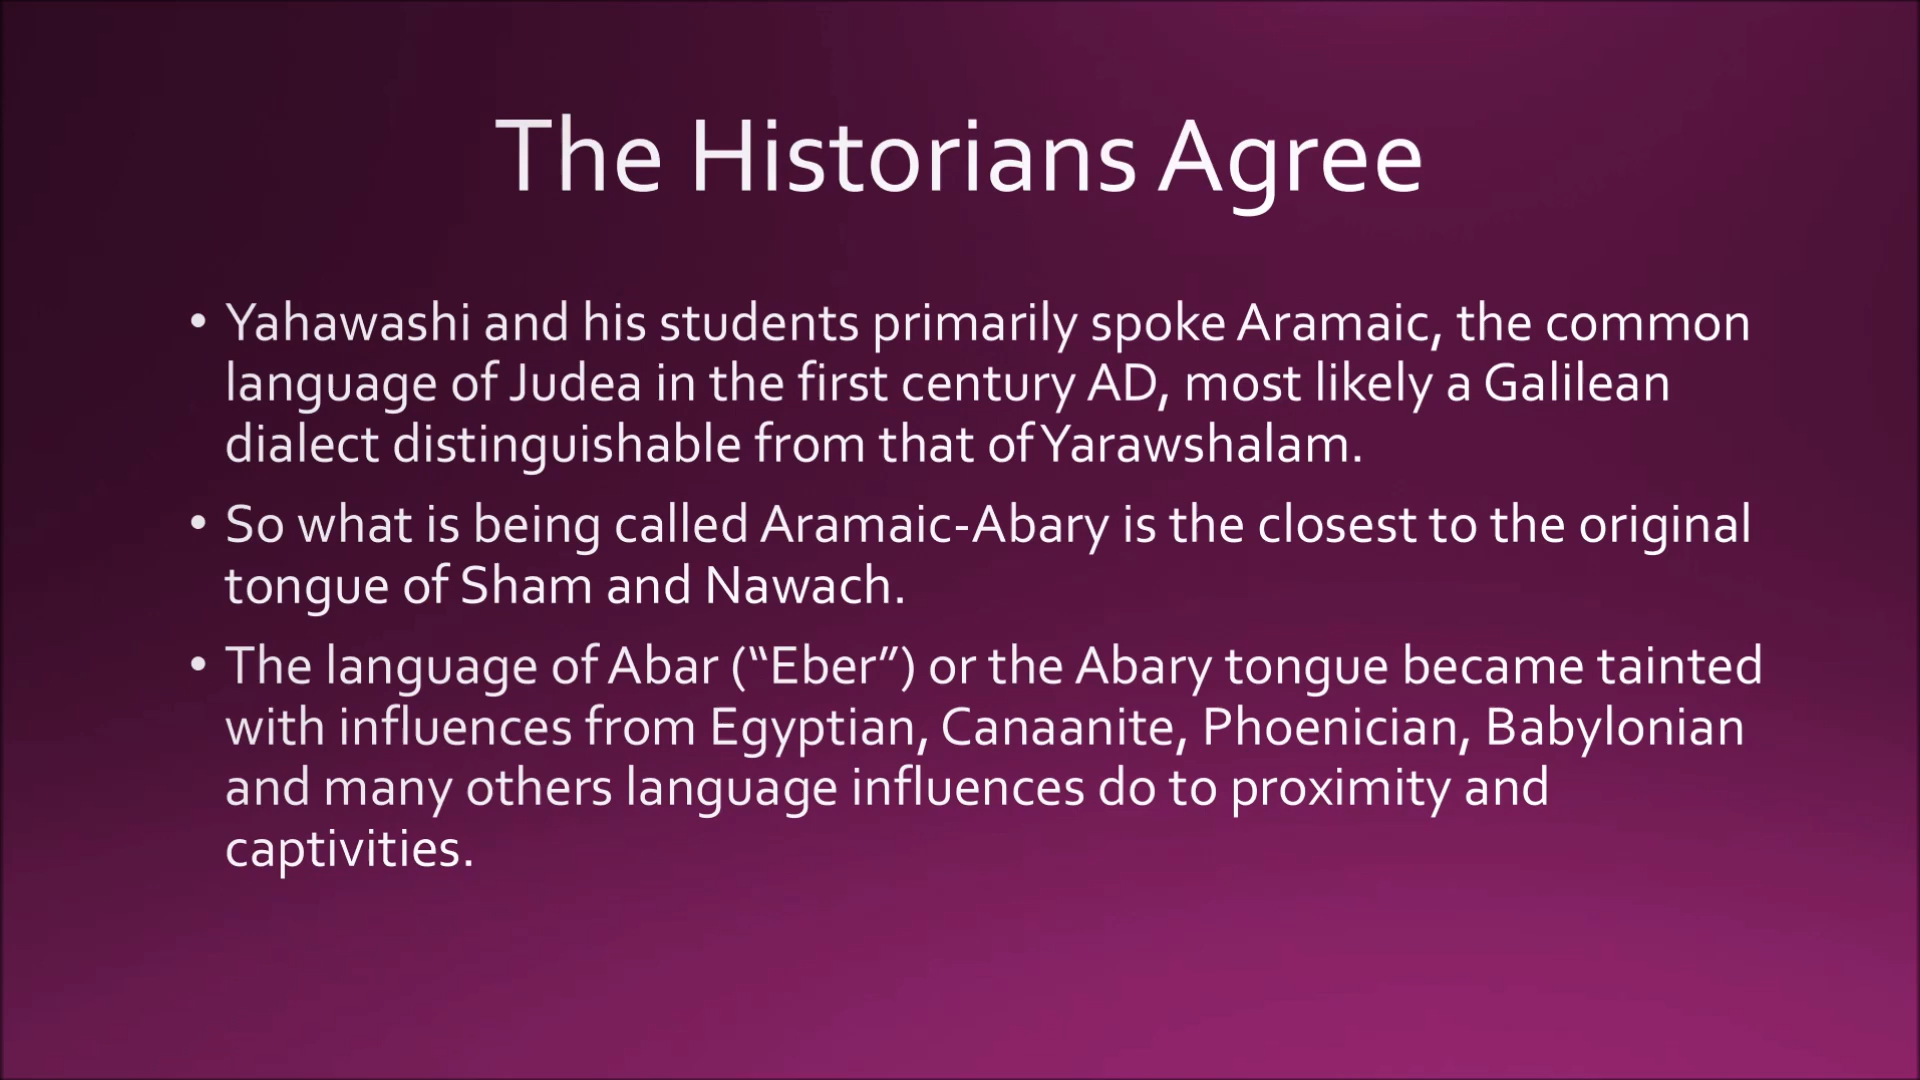 The Historians Agree
• Yahawashi and his students primarily spoke Aramaic, the common
language of Judea in the first century AD, most likely a Galilean
dialect distinguishable from that of Yarawshalam.
• So what is being called Aramaic-Abary is the closest to the original
tongue of Sham and Nawach.
• The language of Abar (“Eber”) or the Abary tongue became tainted
with influences from Egyptian, Canaanite, Phoenician, Babylonian
and many others language influences do to proximity and
captivities.